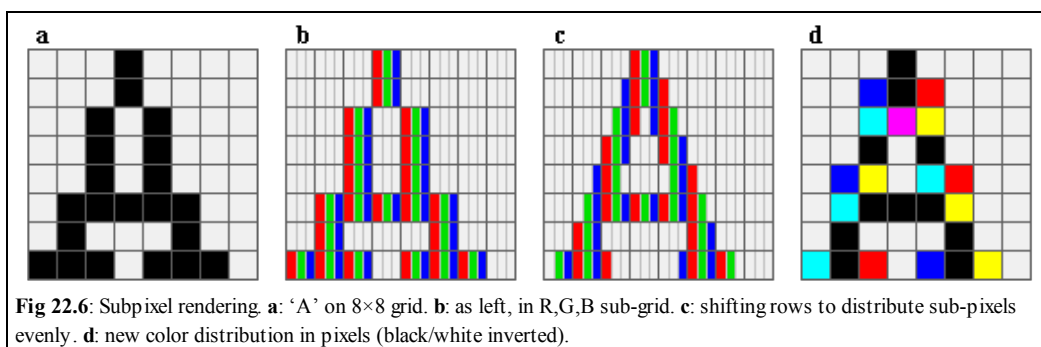 a b c d
Fig 22.6: Subpixel rendering. a: ‘A’ on 8×8 grid. b: as left, in R,G,B sub-grid. c: shifting rows to distribute sub-pixels
evenly. d: new color distribution in pixels (black/white inverted).